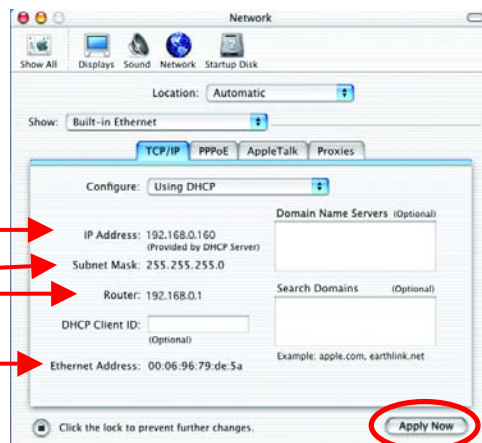 Network
Show All Displays Sound Network Startup Disk
Location: Automatic
Show: Built-in Ethernet
TCP/IP PPPoE AppleTalk Proxies
Configure: Using DHCP
Domain Name Servers (Optional)
IP Address: 192.168.0.160
(Provided by DHCP Server)
Subnet Mask: 255.255.255.0
Router: 192.168.0.1
Search Domains (Optional)
DHCP Client ID:
(Optional)
Example: apple.com, earthlink.net
Ethernet Address: 00:06:96:79:de:5a
Click the lock to prevent further changes.
Apply Now